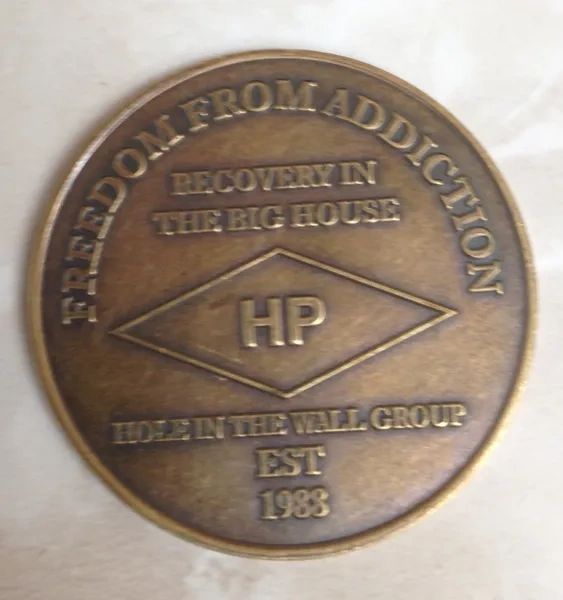 FREEDOM FROM ADDICTION
RECOVERY IN
THE BIG HOUSE
HP
HOLE IN THE WALL GROUP
EST
1988